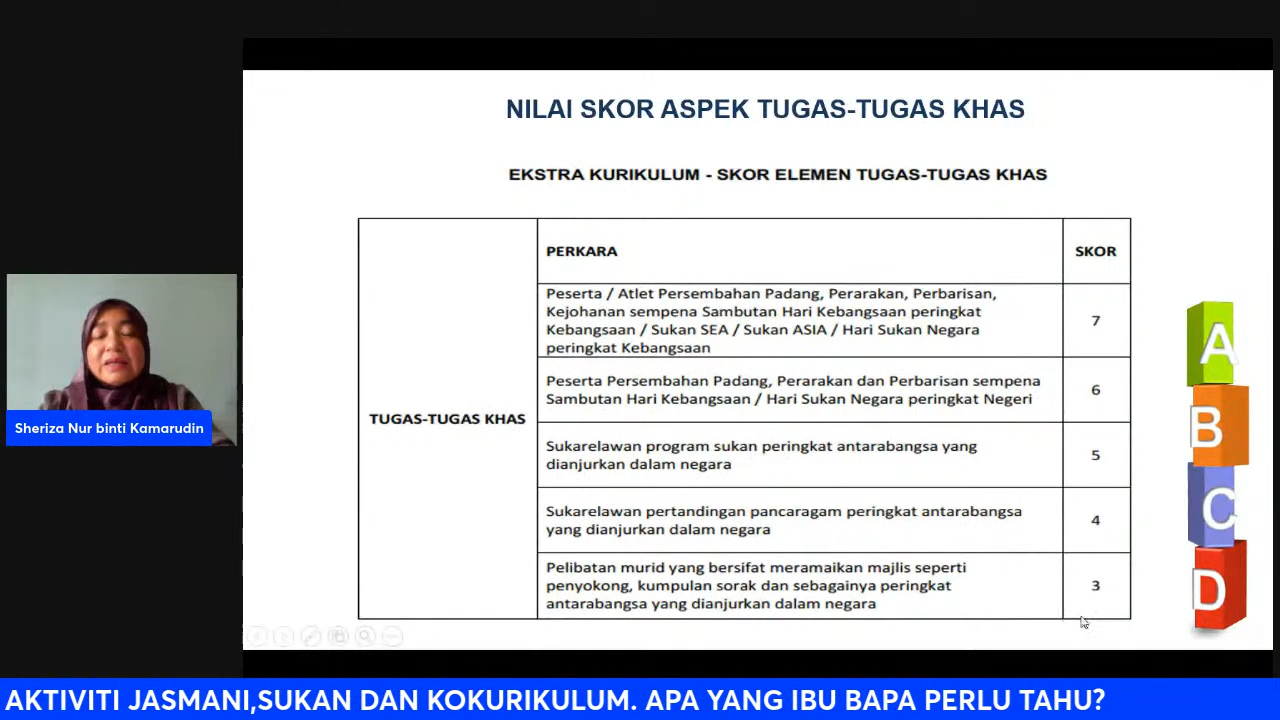 NILAI SKOR ASPEK TUGAS-TUGAS KHAS
EKSTRA KURIKULUM - SKOR ELEMEN TUGAS-TUGAS KHAS
TUGAS-TUGAS KHAS
PERKARA
SKOR
Peserta / Atlet Persembahan Padang, Perarakan, Perbarisan,
Kejohanan sempena Sambutan Hari Kebangsaan peringkat
Kebangsaan / Sukan SEA / Sukan ASIA / Hari Sukan Negara
peringkat Kebangsaan
7
Peserta Persembahan Padang, Perarakan dan Perbarisan sempena
Sambutan Hari Kebangsaan / Hari Sukan Negara peringkat Negeri
6
Sukarelawan program sukan peringkat antarabangsa yang
dianjurkan dalam negara
5
Sukarelawan pertandingan pancaragam peringkat antarabangsa
yang dianjurkan dalam negara
4
Pelibatan murid yang bersifat meramaikan majlis seperti
penyokong, kumpulan sorak dan sebagainya peringkat
antarabangsa yang dianjurkan dalam negara
3
A
B
C
D
Sheriza Nur binti Kamarudin
AKTIVITI JASMANI,SUKAN DAN KOKURIKULUM. APA YANG IBU BAPA PERLU TAHU?